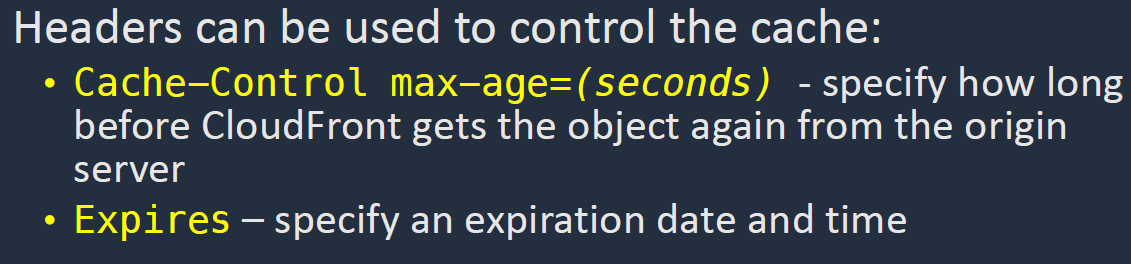 Headers can be used to control the cache:
• Cache–Control max–age=(seconds) - specify how long
before CloudFront gets the object again from the origin
server
• Expires – specify an expiration date and time